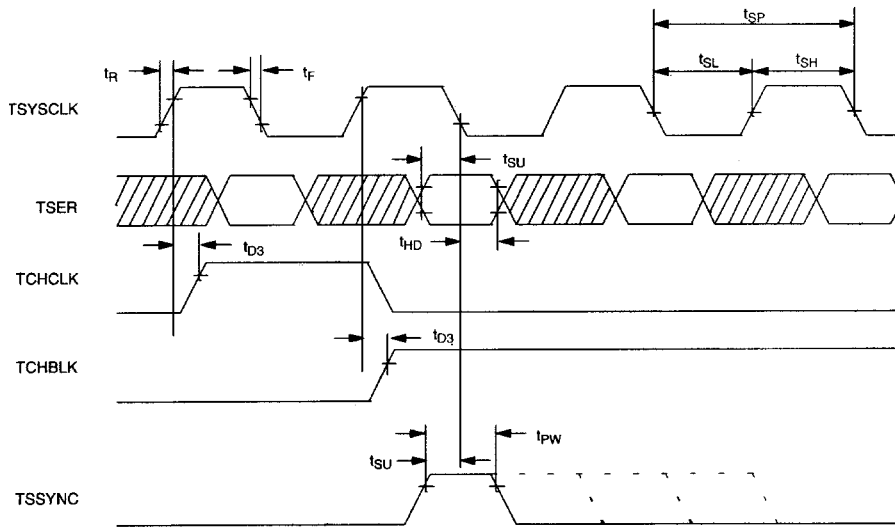 tSP
tR
tF
tSL
tSH
TSYSCLK
tSU
TSER
tD3
tHD
TCHCLK
tD3
TCHBLK
tPW
tSU
TSSYNC